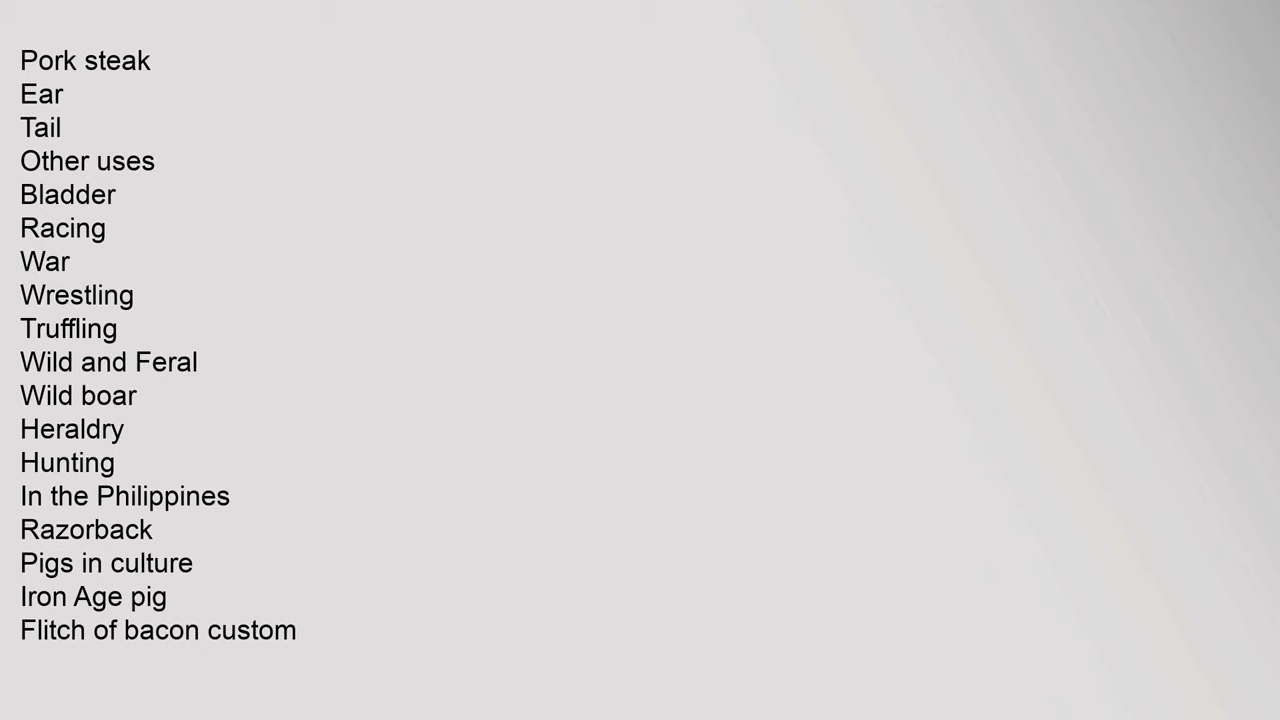 Pork steak
Ear
Tail
Other uses
Bladder
Racing
War
Wrestling
Truffling
Wild and Feral
Wild boar
Heraldry
Hunting
In the Philippines
Razorback
Pigs in culture
Iron Age pig
Flitch of bacon custom